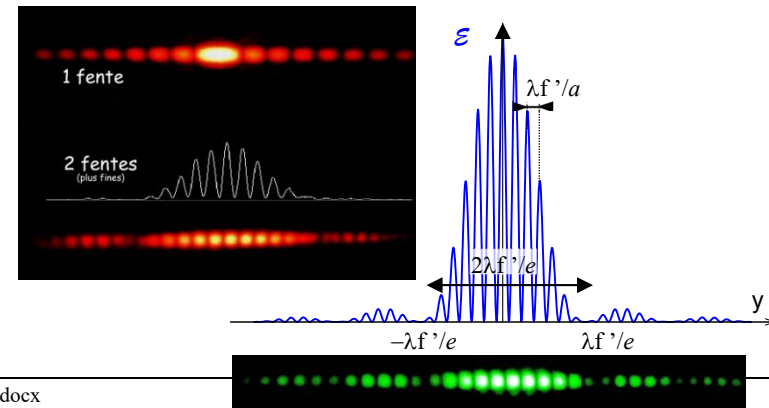 1 fente
2 fentes
(plus fines)
ℰ
λf ’/a
2λf ’/e
y
−λf ’/e
λf ’/e
docx